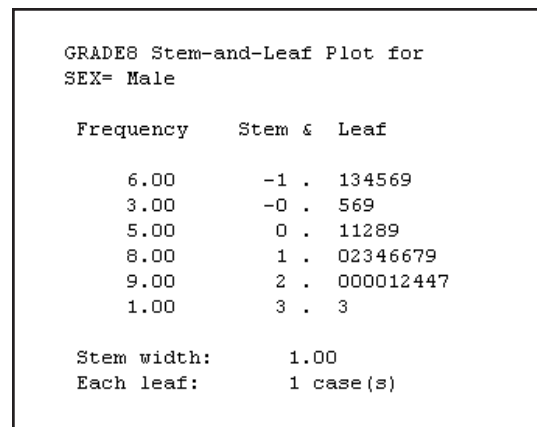 GRADE8 Stem-and-Leaf Plot for
SEX= Male
Frequency Stem & Leaf
6.00 -1 . 134569
3.00 -0 . 569
5.00 0 . 11289
8.00 1 . 02346679
9.00 2 . 000012447
1.00 3 . 3
Stem width: 1.00
Each leaf: 1 case(s)